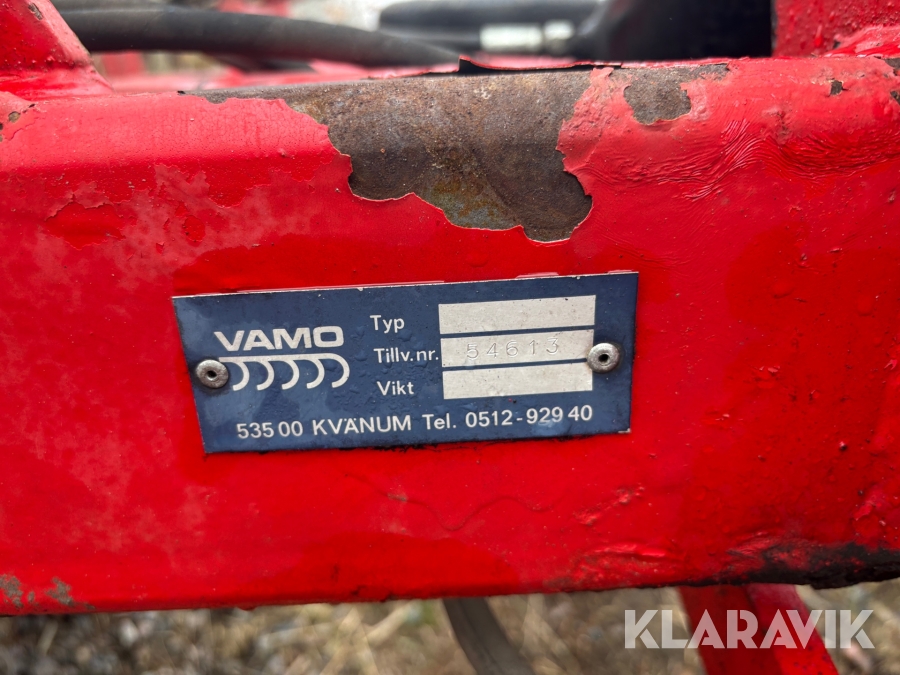 VAMO
Typ
Tillv.nr. 54613
Vikt
535 00 KVÄNUM Tel. 0512-929 40
KLARAVIK